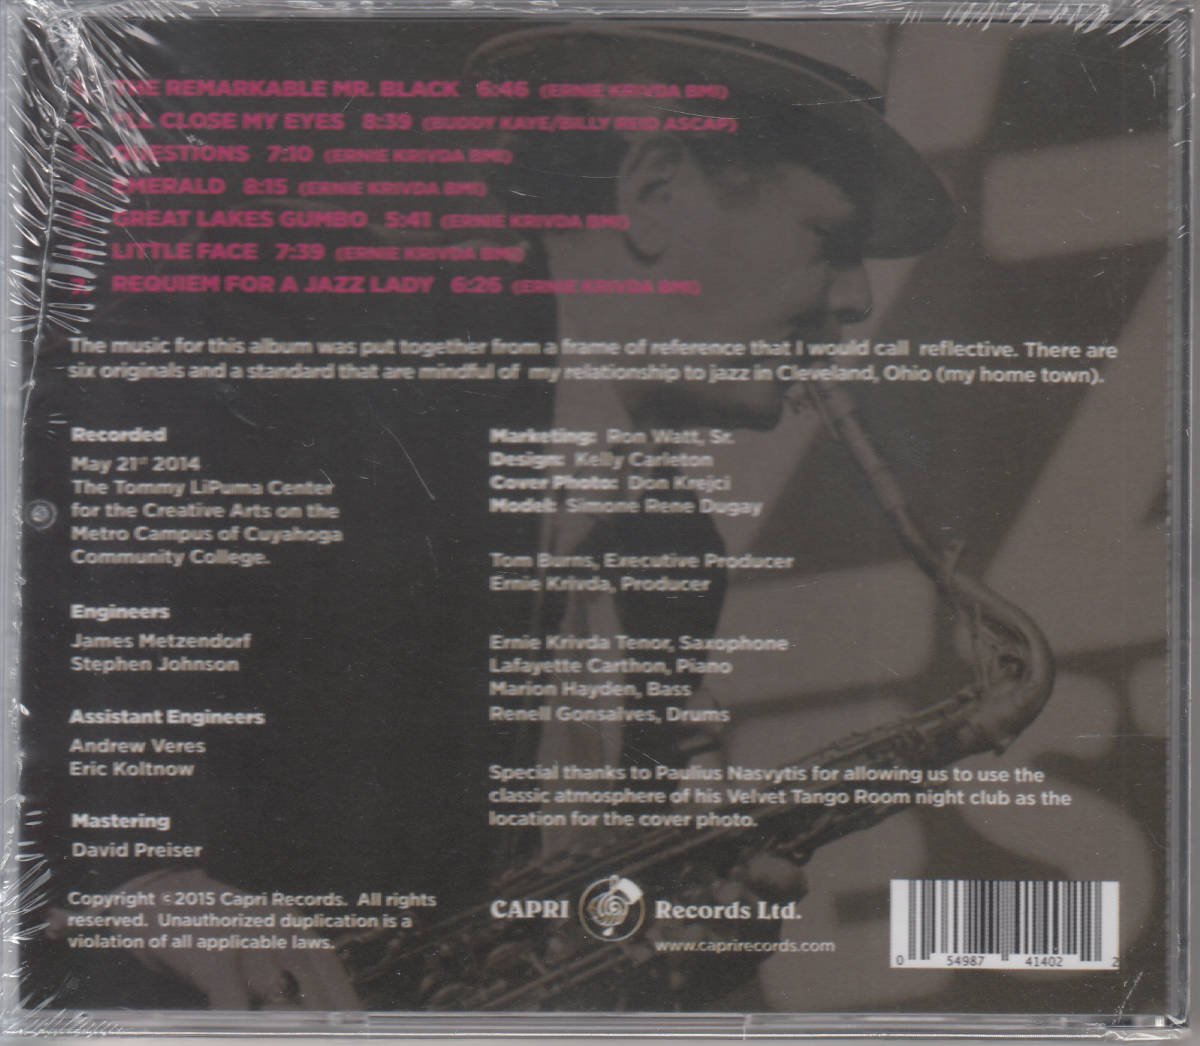 1. THE REMARKABLE MR. BLACK 6:46 (ERNIE KRIVDA BMI)
2. I'LL CLOSE MY EYES 8:39 (BUDDY KAYE/BILLY REID ASCAP)
3. QUESTIONS 7:10 (ERNIE KRIVDA BMI)
4. EMERALD 8:15 (ERNIE KRIVDA BMI)
5. GREAT LAKES GUMBO 5:41 (ERNIE KRIVDA BMI)
6. LITTLE FACE 7:39 (ERNIE KRIVDA BMI)
7. REQUIEM FOR A JAZZ LADY 6:26 (ERNIE KRIVDA BMI)
The music for this album was put together from a frame of reference that I would call reflective. There are
six originals and a standard that are mindful of my relationship to jazz in Cleveland, Ohio (my home town).
Recorded
May 21st 2014
The Tommy LiPuma Center
for the Creative Arts on the
Metro Campus of Cuyahoga
Community College.
Engineers
James Metzendorf
Stephen Johnson
Assistant Engineers
Andrew Veres
Eric Koltnow
Mastering
David Preiser
Copyright ©2015 Capri Records. All rights
reserved. Unauthorized duplication is a
violation of all applicable laws.
Marketing: Ron Watt, Sr.
Design: Kelly Carleton
Cover Photo: Don Krejci
Model: Simone Rene Dugay
Tom Burns, Executive Producer
Ernie Krivda, Producer
Ernie Krivda Tenor, Saxophone
Lafayette Carthon, Piano
Marion Hayden, Bass
Renell Gonsalves, Drums
Special thanks to Paulius Nasvytis for allowing us to use the
classic atmosphere of his Velvet Tango Room night club as the
location for the cover photo.
CAPRI Records Ltd.
www.caprirecords.com
0 54987 41402 2